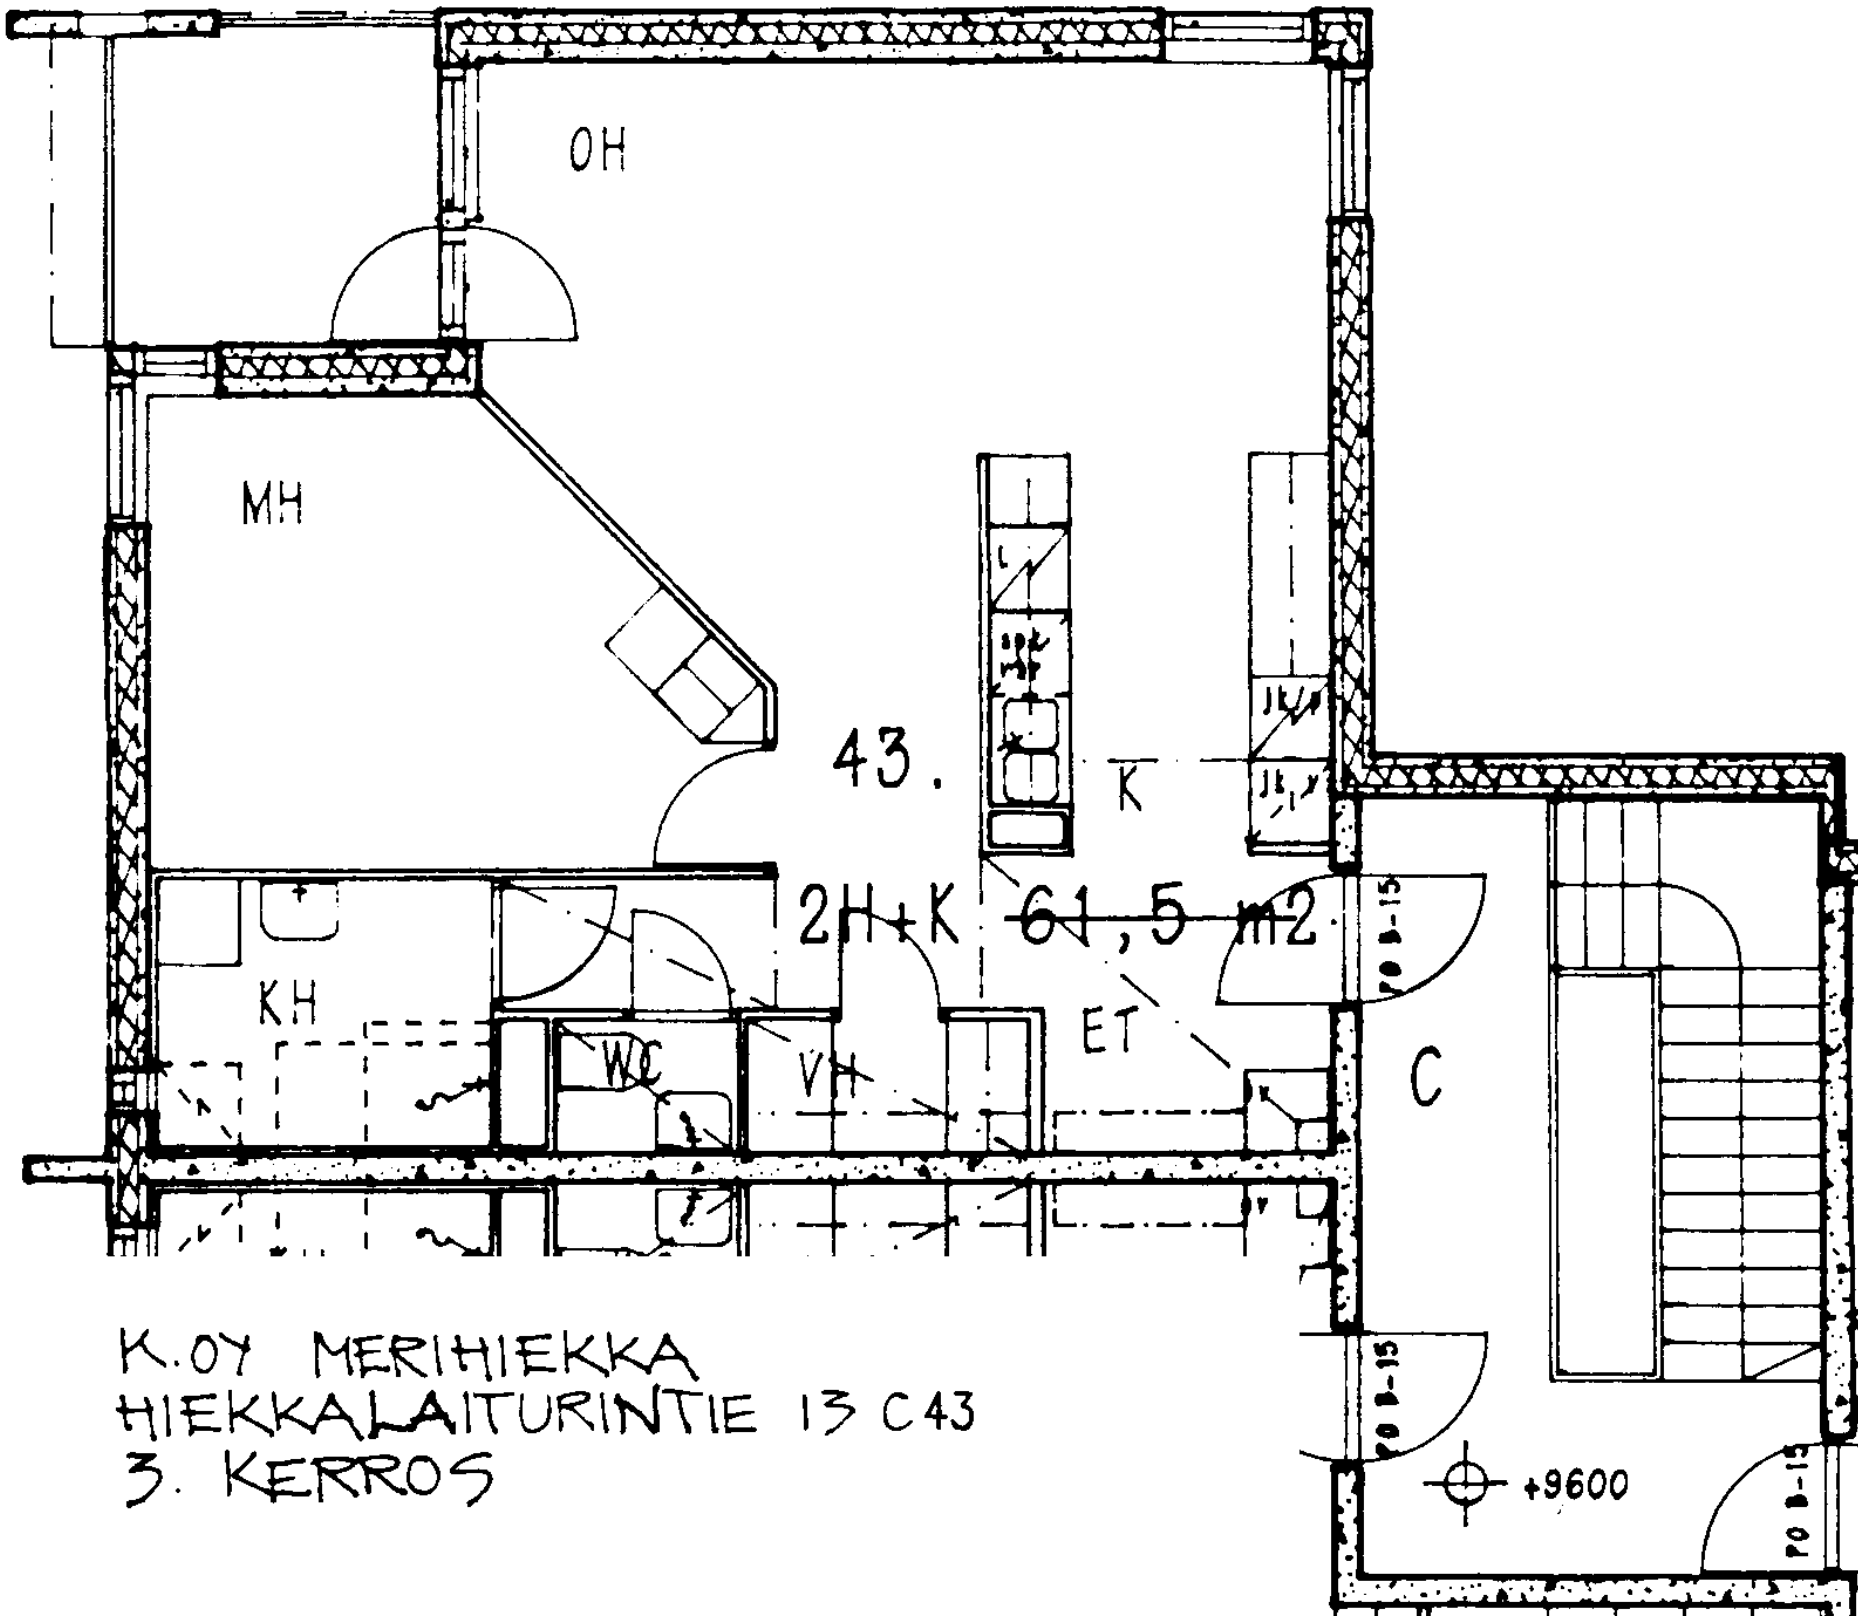 OH
MH
L
43.
K
2H+K 61,5 m2
KH
WC
VH
ET
C
PO B-15
PO B-15
PO B-15
+9600
K.OY MERIHIEKKA
HIEKKALAITURINTIE 13 C43
3. KERROS